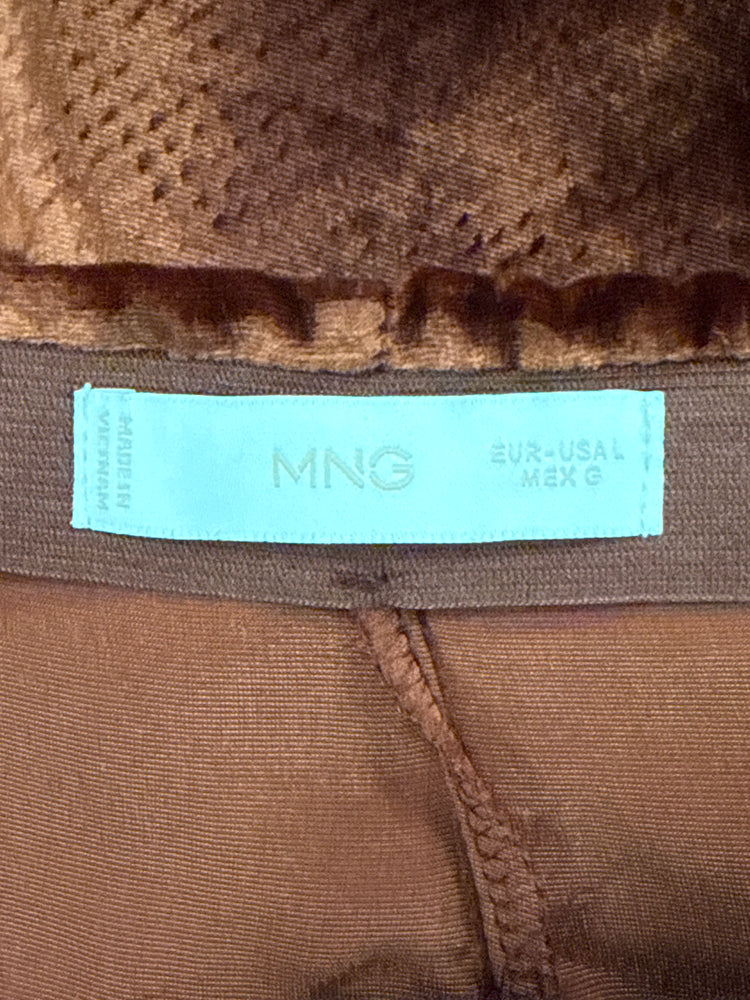 MADE IN
VIETNAM
MNG
EUR-USA L
MEX G